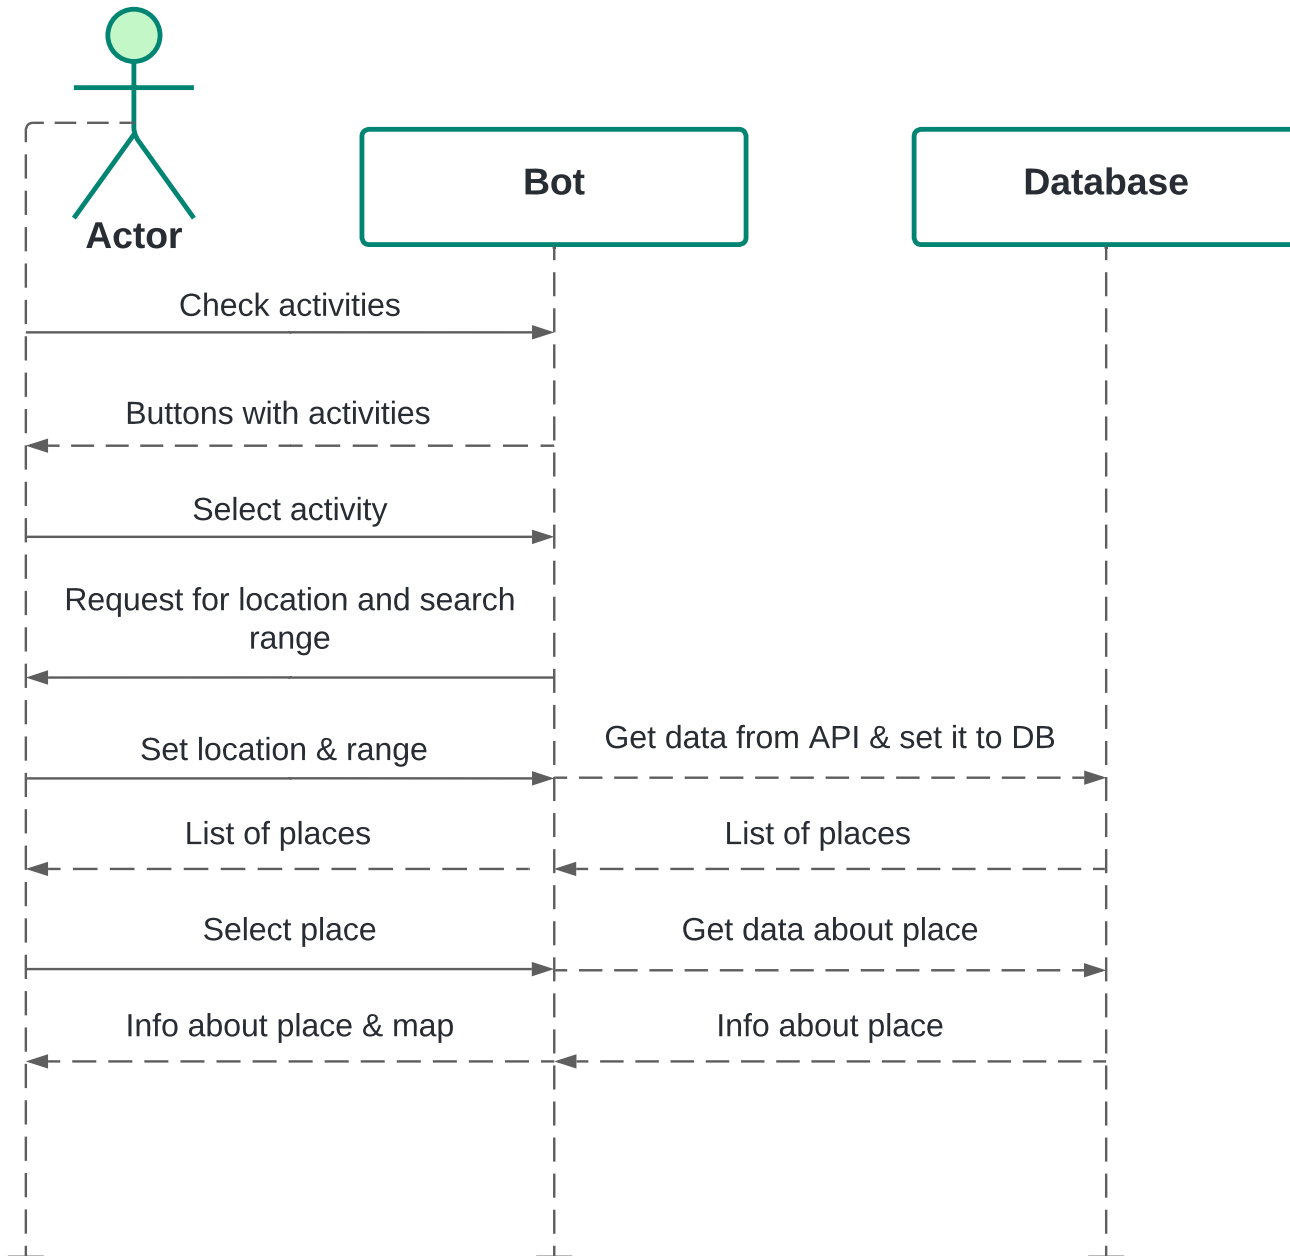 Bot
Database
Actor
Check activities
Buttons with activities
Select activity
Request for location and search
range
Set location & range
Get data from API & set it to DB
List of places
List of places
Select place
Get data about place
Info about place & map
Info about place